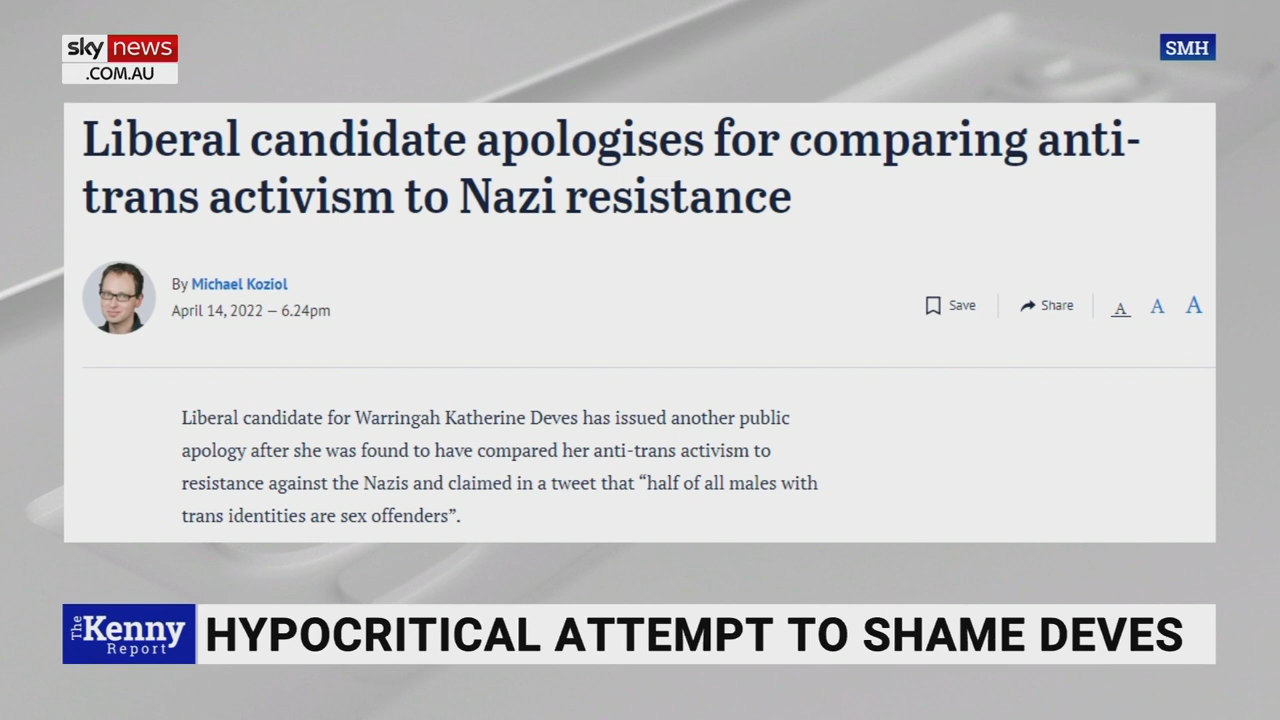 sky news
.COM.AU
SMH
Liberal candidate apologises for comparing anti-
trans activism to Nazi resistance
By Michael Koziol
April 14, 2022 – 6.24pm
Save
Share
A A A
Liberal candidate for Warringah Katherine Deves has issued another public
apology after she was found to have compared her anti-trans activism to
resistance against the Nazis and claimed in a tweet that “half of all males with
trans identities are sex offenders”.
The Kenny Report
HYPOCRITICAL ATTEMPT TO SHAME DEVES